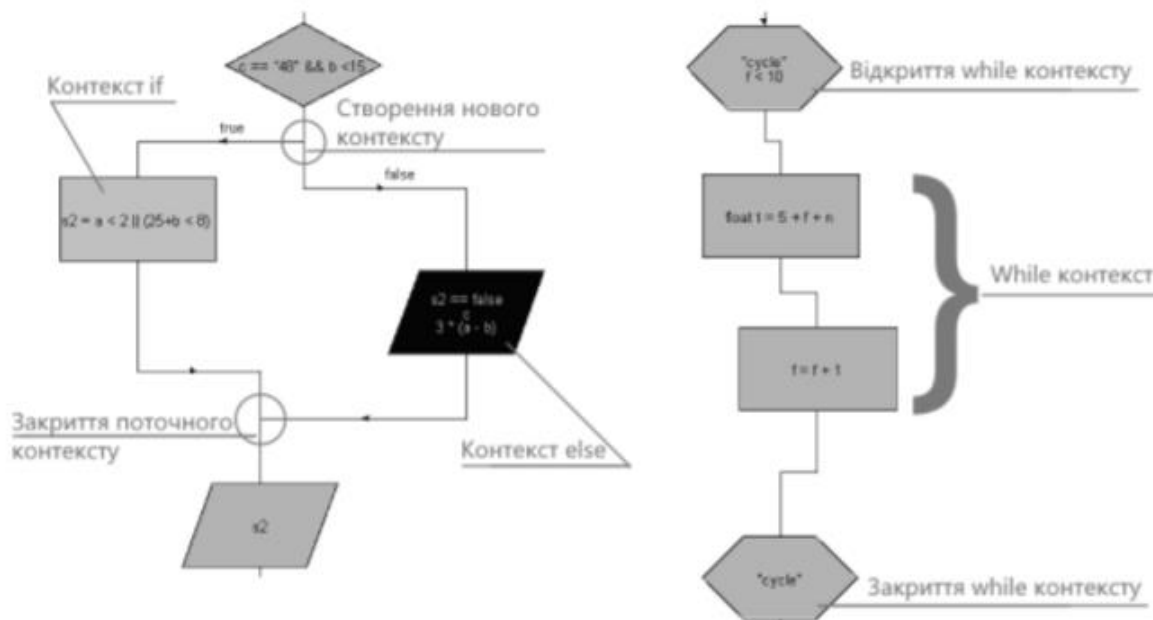 c == "48" && b <15
Контекст if
Створення нового
контексту
true
false
s2 = a < 2 || (25+b < 8)
s2 == false
c
3 * (a - b)
Закриття поточного
контексту
Контекст else
s2
"cycle"
f < 10
Відкриття while контексту
float t = 5 + f + n
While контекст
f = f + 1
"cycle"
Закриття while контексту